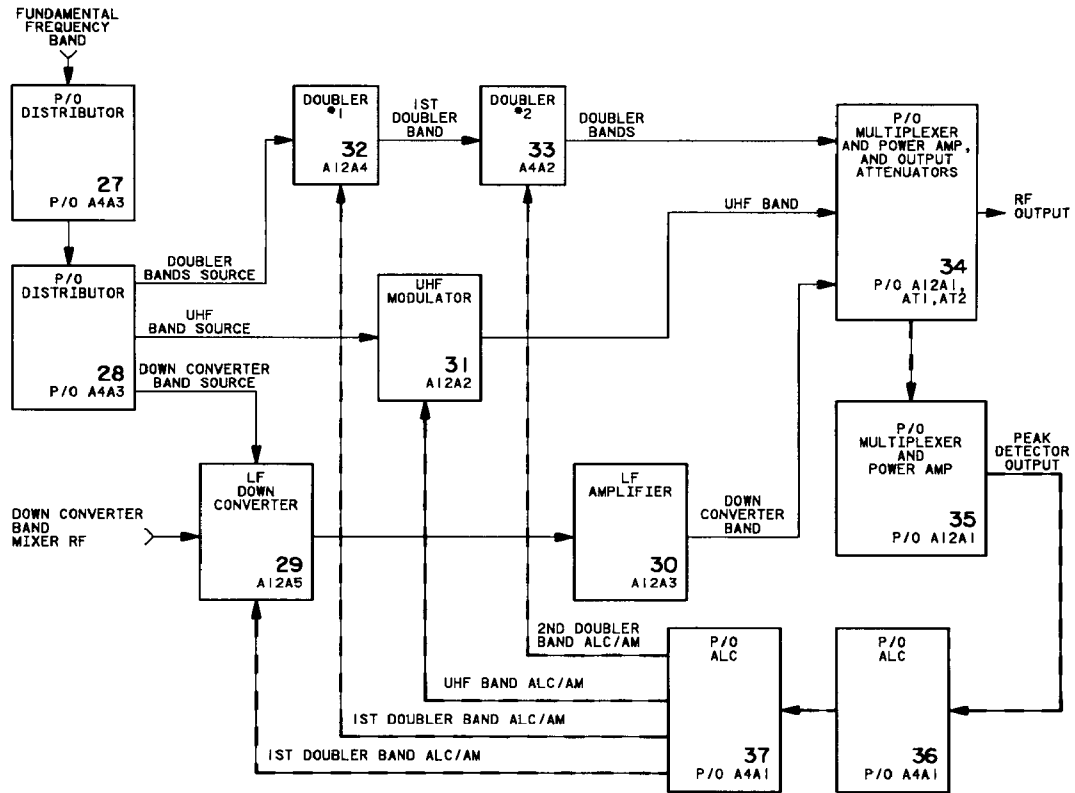 FUNDAMENTAL
FREQUENCY
BAND
P/O
DISTRIBUTOR
27
P/O A4A3
DOUBLER
•1
32
A12A4
1ST
DOUBLER
BAND
DOUBLER
•2
33
A4A2
DOUBLER
BANDS
P/O
MULTIPLEXER
AND POWER AMP,
AND OUTPUT
ATTENUATORS
34
P/O A12A1,
AT1,AT2
RF
OUTPUT
UHF BAND
P/O
DISTRIBUTOR
28
P/O A4A3
DOUBLER
BANDS SOURCE
UHF
BAND SOURCE
DOWN CONVERTER
BAND SOURCE
UHF
MODULATOR
31
A12A2
P/O
MULTIPLEXER
AND
POWER AMP
35
P/O A12A1
PEAK
DETECTOR
OUTPUT
DOWN CONVERTER
BAND
MIXER RF
LF
DOWN
CONVERTER
29
A12A5
LF
AMPLIFIER
30
A12A3
DOWN
CONVERTER
BAND
2ND DOUBLER
BAND ALC/AM
UHF BAND ALC/AM
1ST DOUBLER BAND ALC/AM
1ST DOUBLER BAND ALC/AM
P/O
ALC
37
P/O A4A1
P/O
ALC
36
P/O A4A1